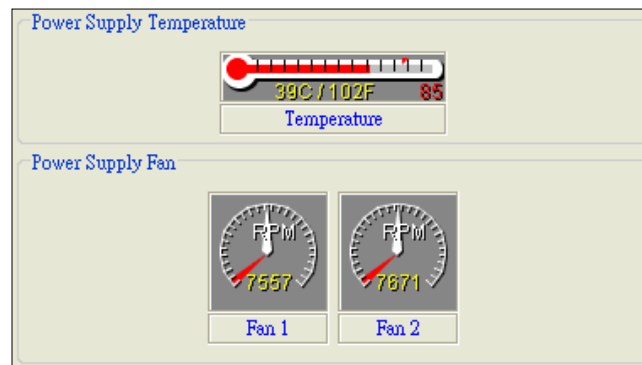 Power Supply Temperature
39C / 102F 85
Temperature
Power Supply Fan
RPM RPM
7557 7671
Fan 1 Fan 2